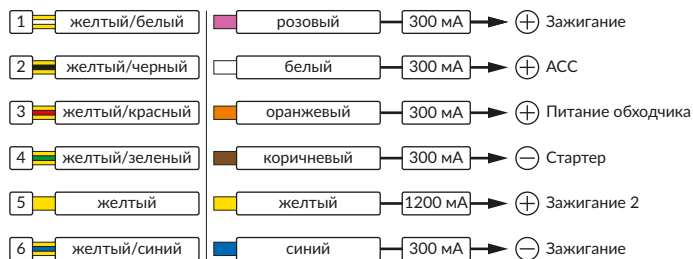 1 желтый/белый розовый 300 мА + Зажигание
2 желтый/черный белый 300 мА + АСС
3 желтый/красный оранжевый 300 мА + Питание обходчика
4 желтый/зеленый коричневый 300 мА − Стартер
5 желтый желтый 1200 мА + Зажигание 2
6 желтый/синий синий 300 мА − Зажигание